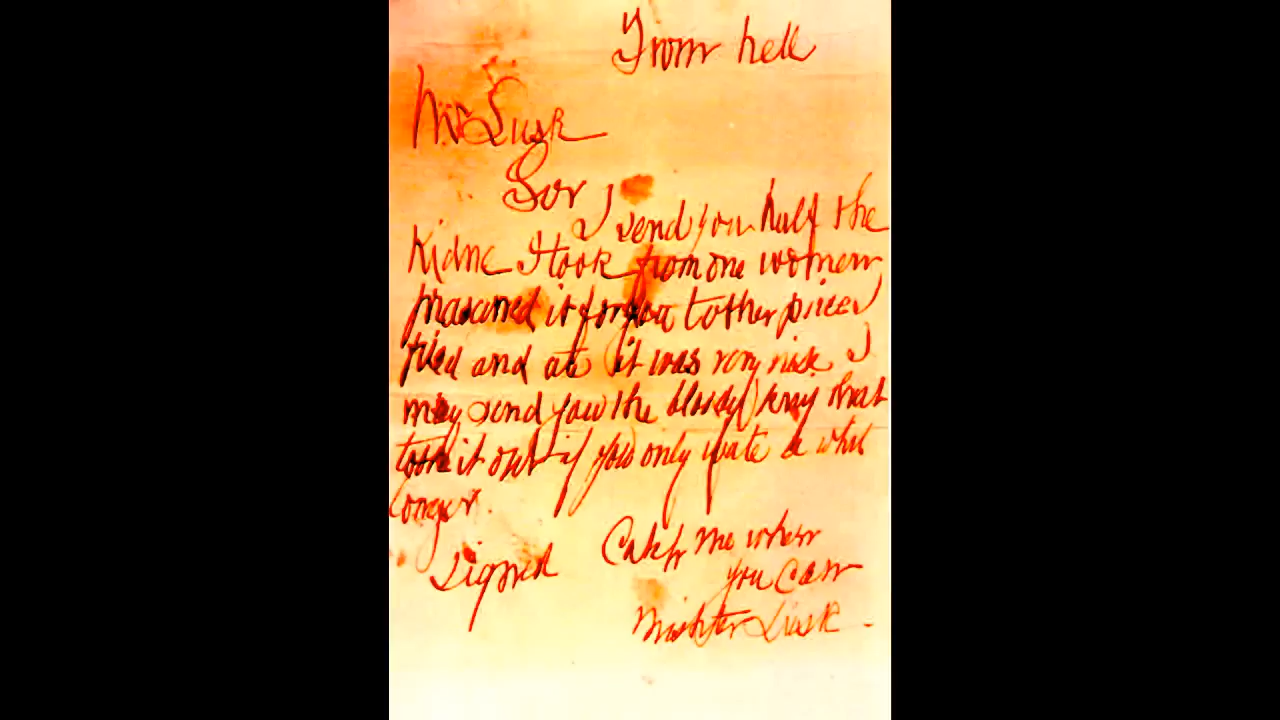 From hell
Mr Lusk
Sor
I send you half the
Kidne I took from one women
prasarved it for you tother piece I
fried and ate it was very nise I
may send you the bloody knif that
took it out if you only wate a whil
longer.
signed Catch me when
you Can
Mishter Lusk.